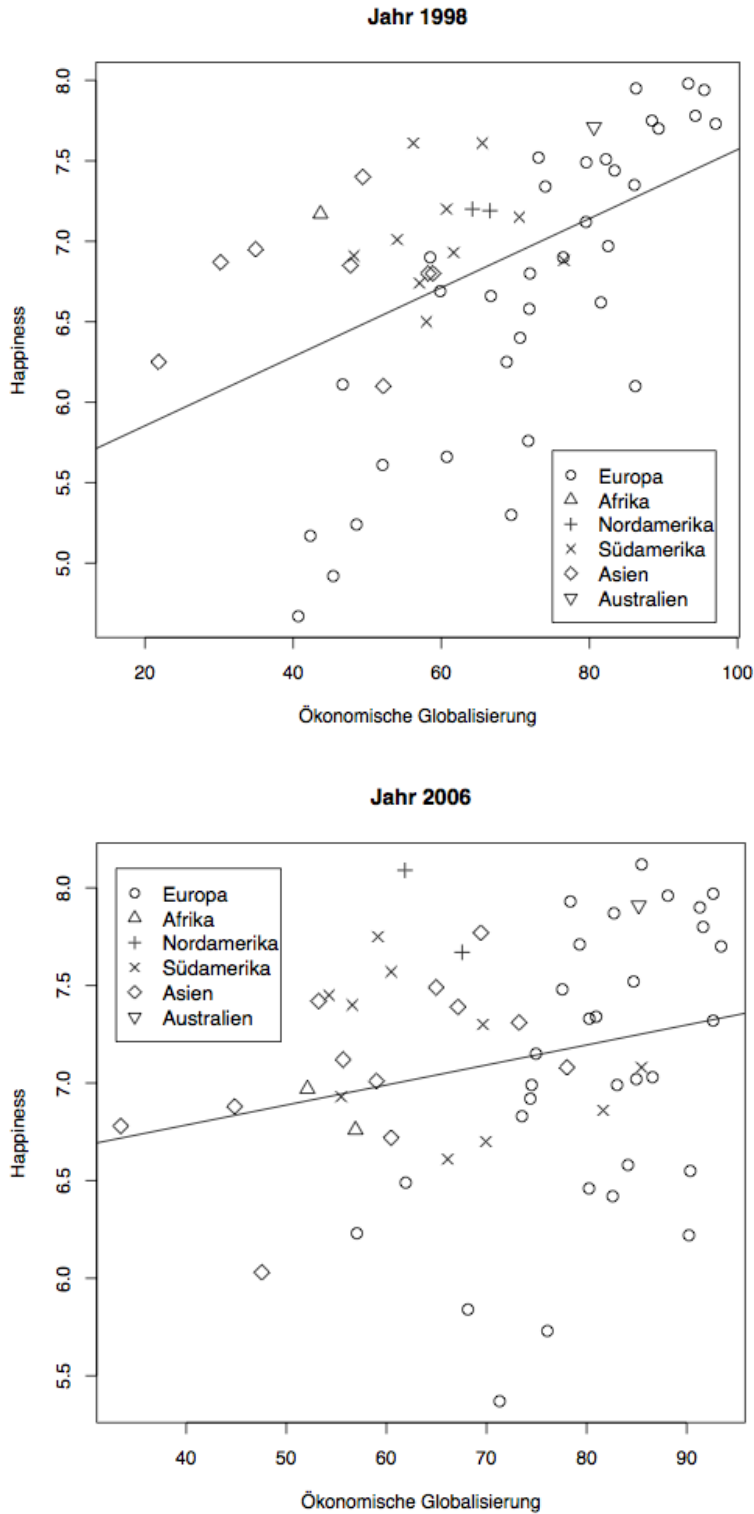 Jahr 1998
8.0
7.5
7.0
6.5
6.0
5.5
5.0
Happiness
Europa
Afrika
Nordamerika
Südamerika
Asien
Australien
20 40 60 80 100
Ökonomische Globalisierung
Jahr 2006
8.0
7.5
7.0
6.5
6.0
5.5
Happiness
Europa
Afrika
Nordamerika
Südamerika
Asien
Australien
40 50 60 70 80 90
Ökonomische Globalisierung